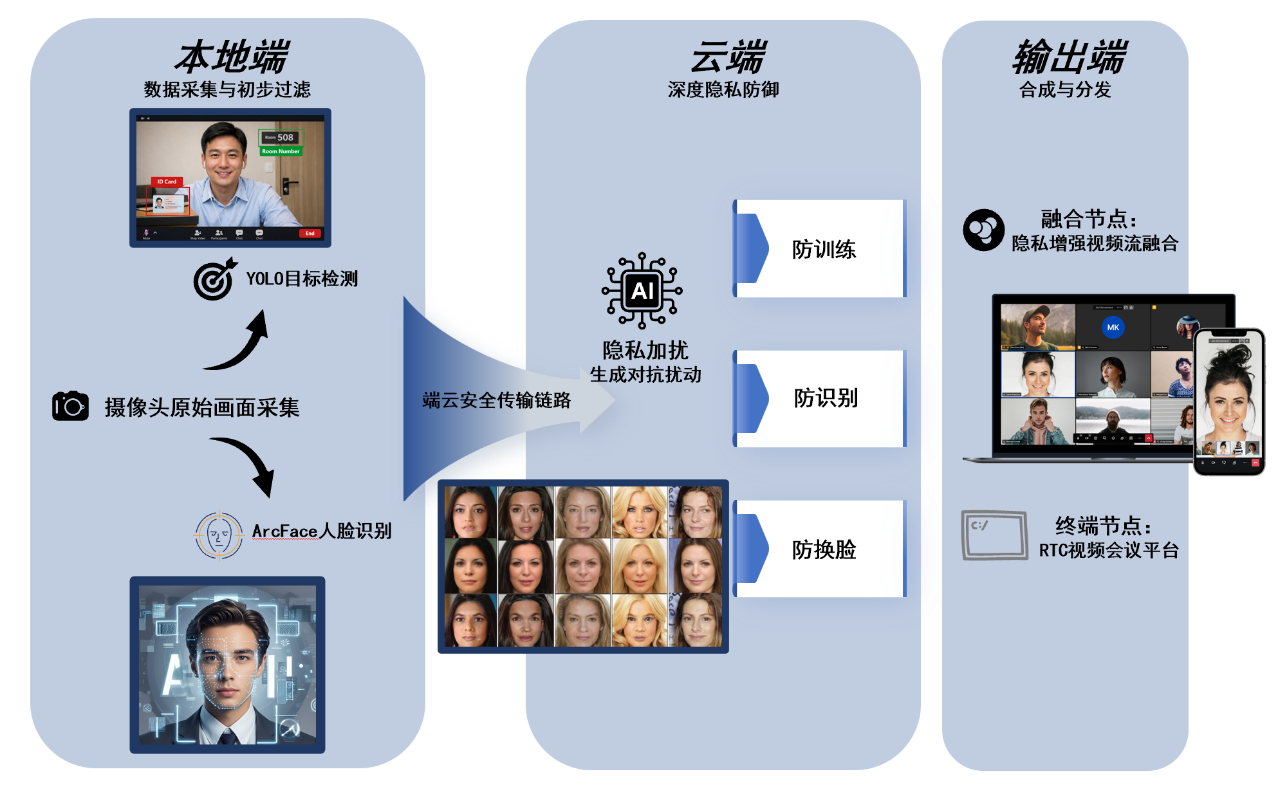 本地端
数据采集与初步过滤
Room 508
Room Number
ID Card
End
YOLO目标检测
摄像头原始画面采集
ArcFace人脸识别
AI
端云安全传输链路
云端
深度隐私防御
AI
隐私加扰
生成对抗扰动
防训练
防识别
防换脸
输出端
合成与分发
融合节点：
隐私增强视频流融合
MK
C:/
终端节点：
RTC视频会议平台